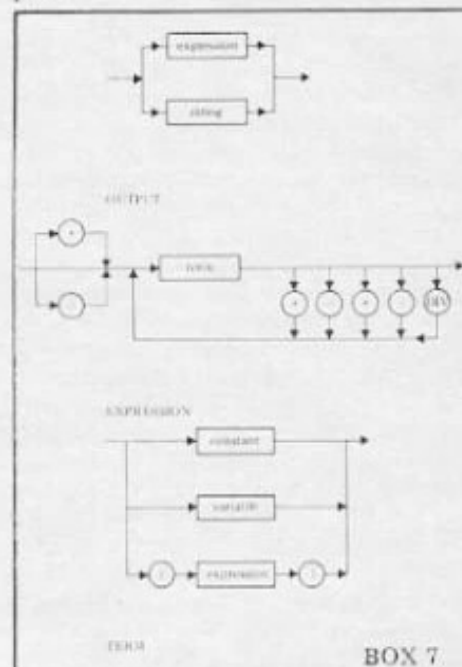 expression
string
OUTPUT
term
+ - * / DIV
EXPRESSION
constant
variable
( expression )
TERM
BOX 7